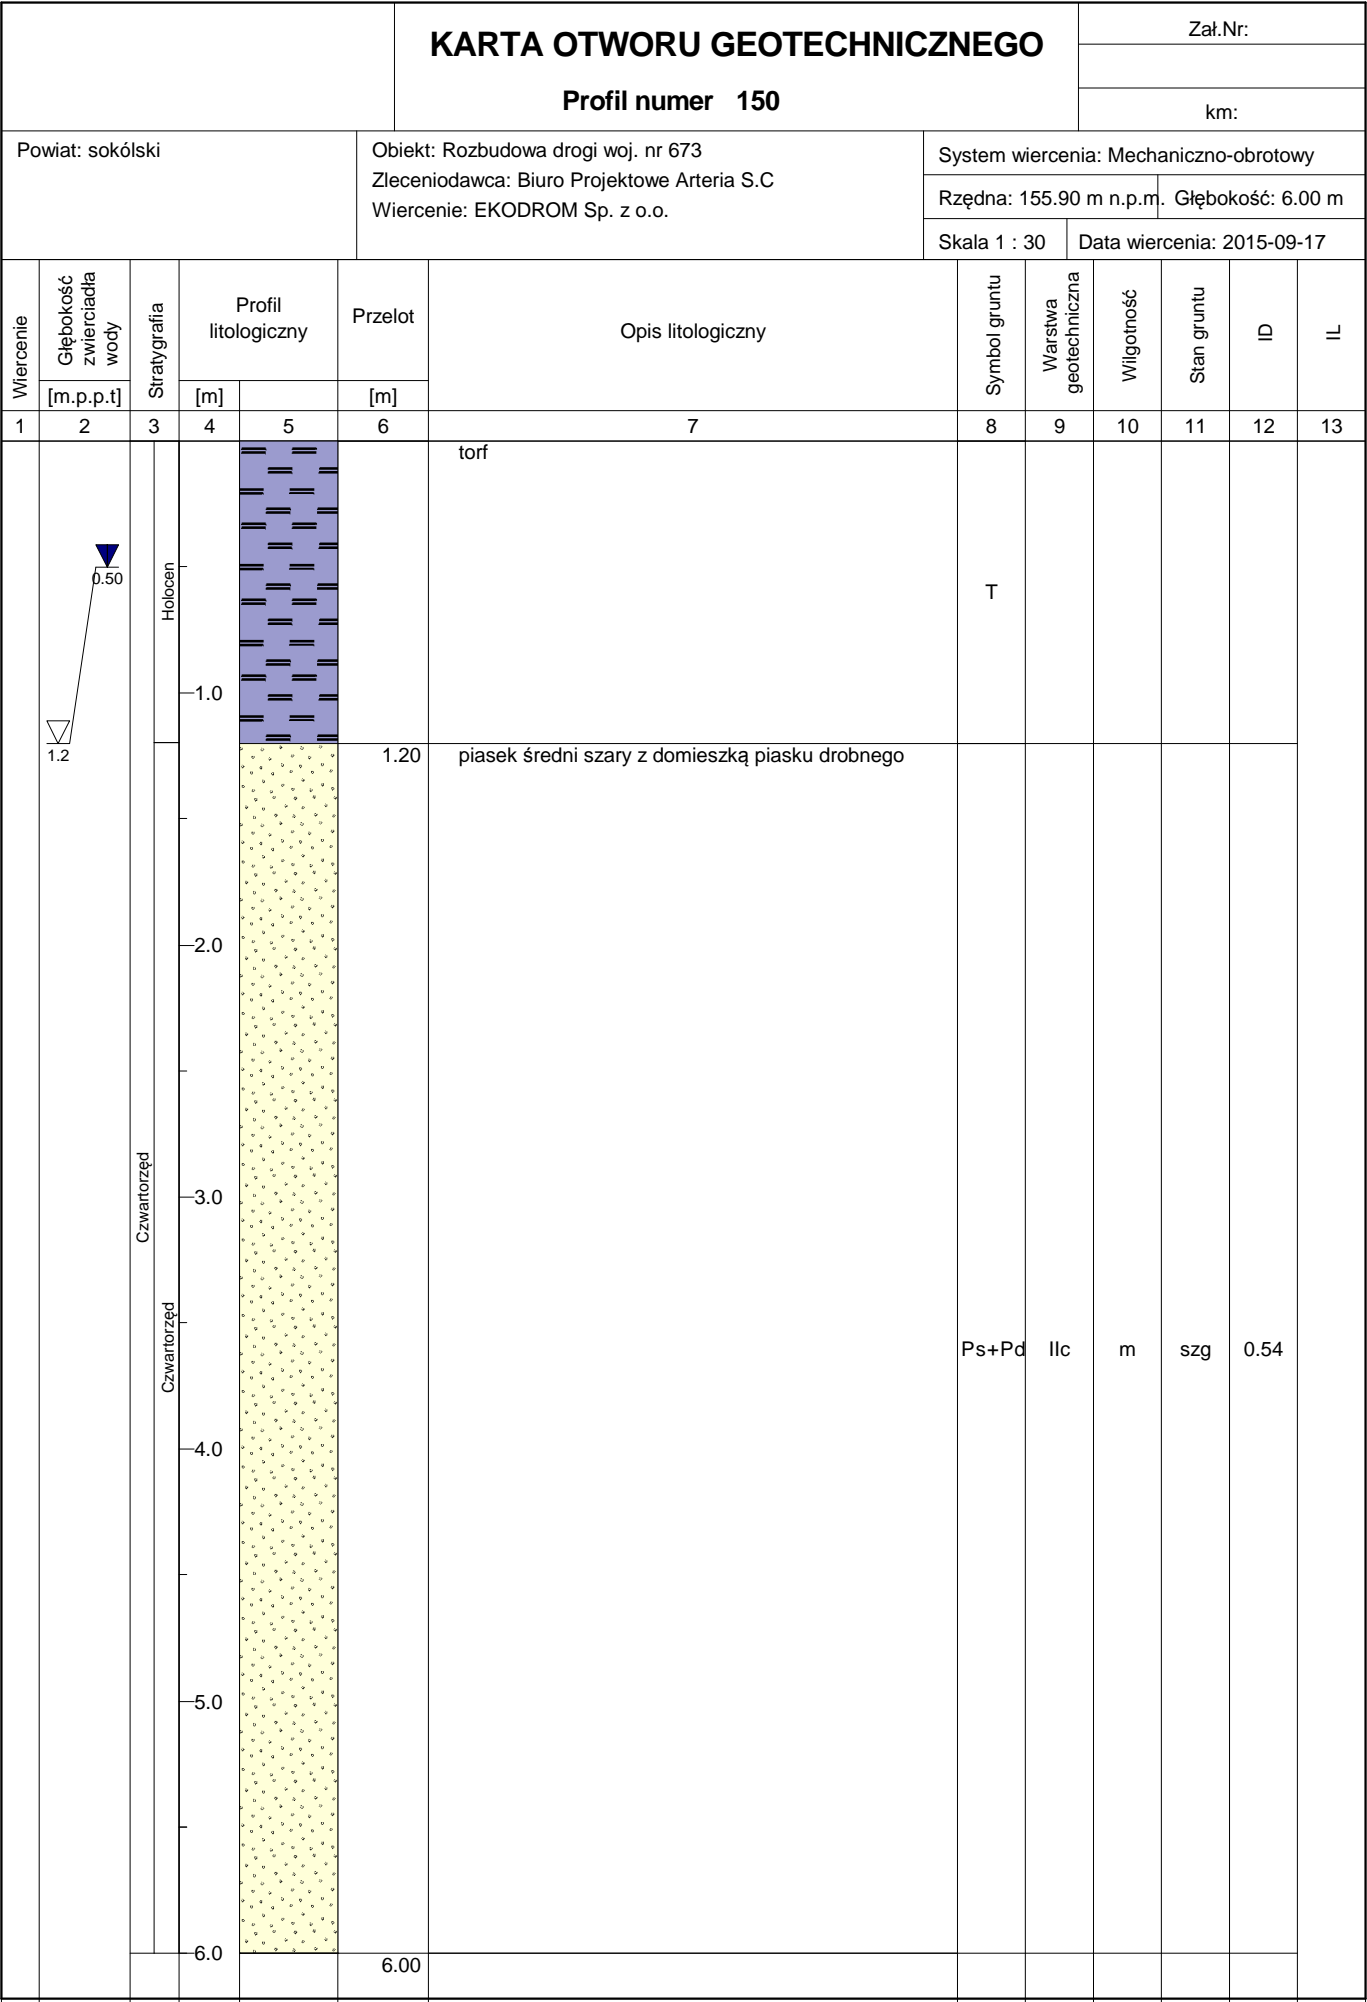 KARTA OTWORU GEOTECHNICZNEGO
Profil numer 150
Zał.Nr:
km:
Powiat: sokólski
Obiekt: Rozbudowa drogi woj. nr 673
Zleceniodawca: Biuro Projektowe Arteria S.C
Wiercenie: EKODROM Sp. z o.o.
System wiercenia: Mechaniczno-obrotowy
Rzędna: 155.90 m n.p.m. Głębokość: 6.00 m
Skala 1 : 30 Data wiercenia: 2015-09-17
Wiercenie
Głębokość
zwierciadła
wody
[m.p.p.t]
Stratygrafia
Profil
litologiczny
[m]
Przelot
[m]
Opis litologiczny
Symbol gruntu
Warstwa
geotechniczna
Wilgotność
Stan gruntu
ID
IL
1 2 3 4 5 6 7 8 9 10 11 12 13
torf
0.50
Holocen
T
1.0
1.2
1.20 piasek średni szary z domieszką piasku drobnego
2.0
Czwartorzęd
3.0
Czwartorzęd
Ps+Pd IIc m szg 0.54
4.0
5.0
6.0
6.00